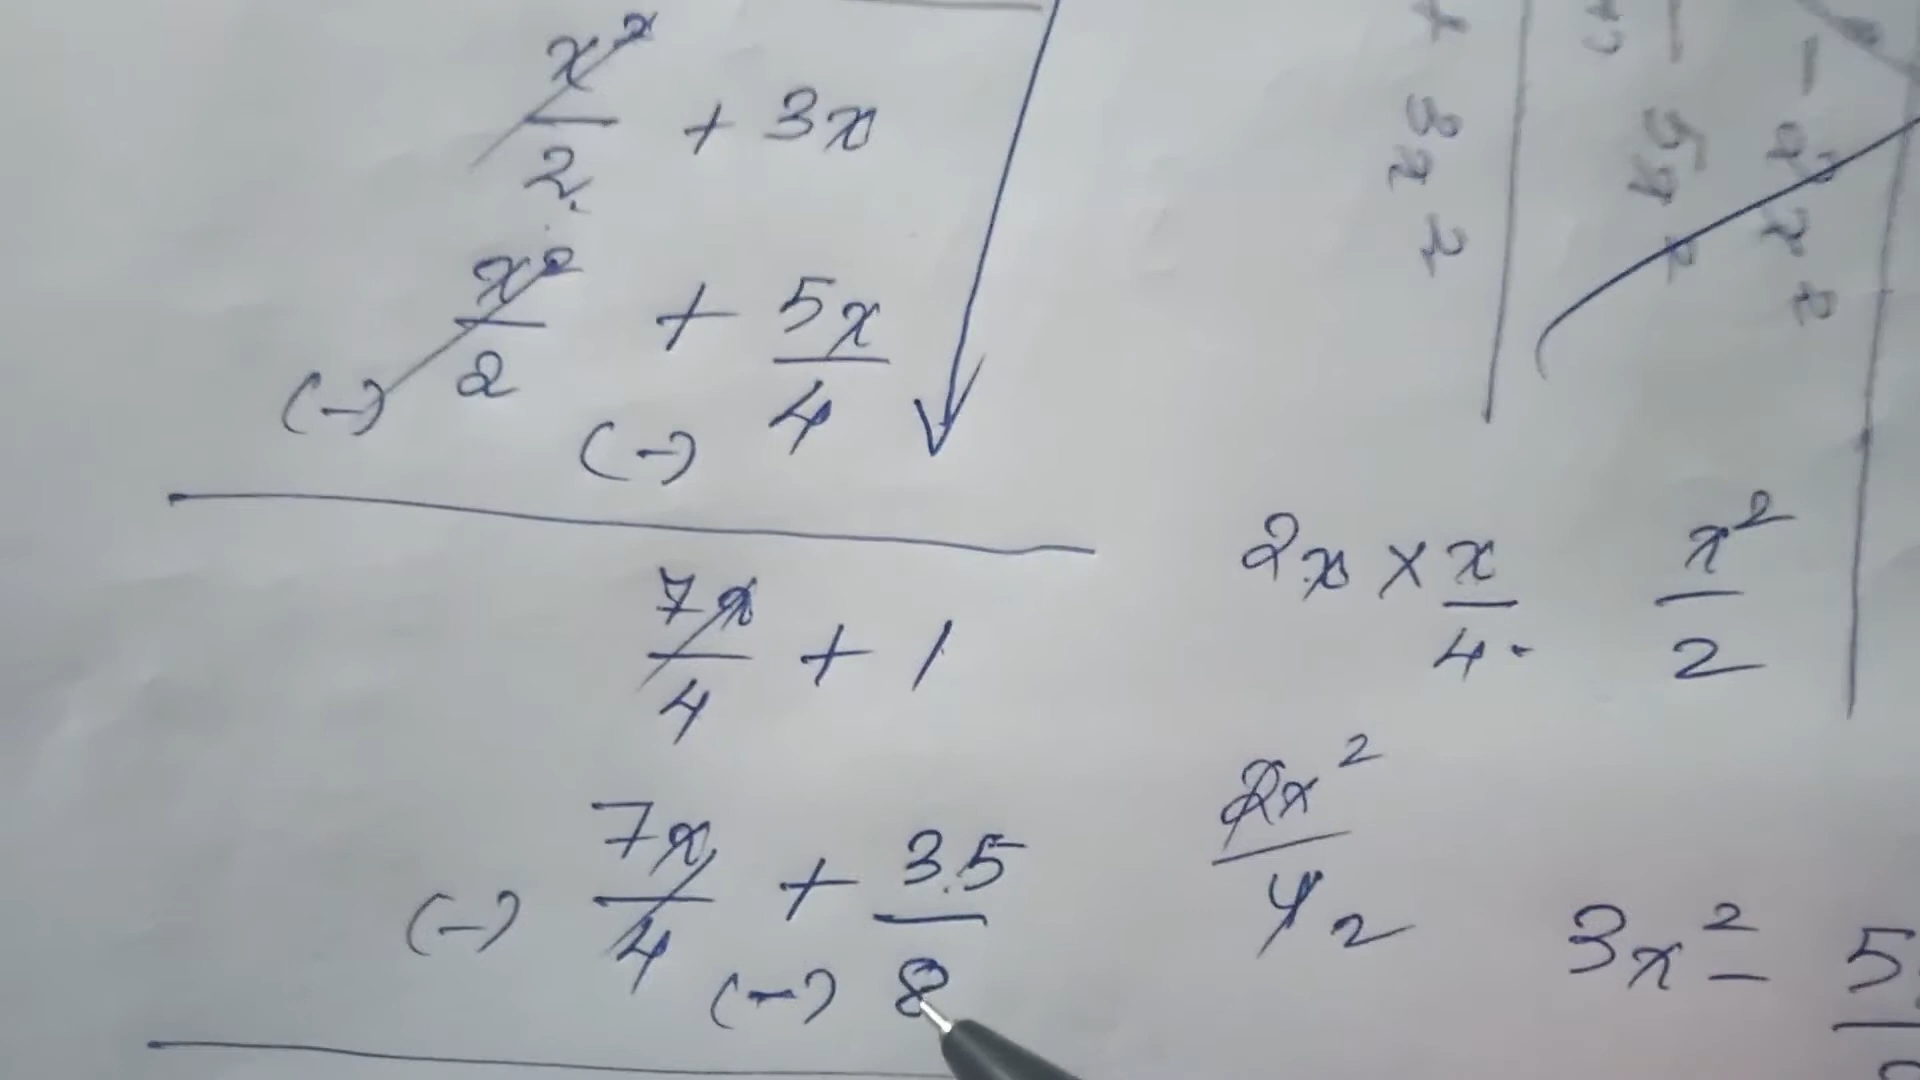 x²/2 + 3x
x²/2 + 5x/4
(-) (-)
7x/4 + 1
(-) 7x/4 + 35/8
(-)
2x × x/4 x²/2
2x²/4 2
3x² - 5